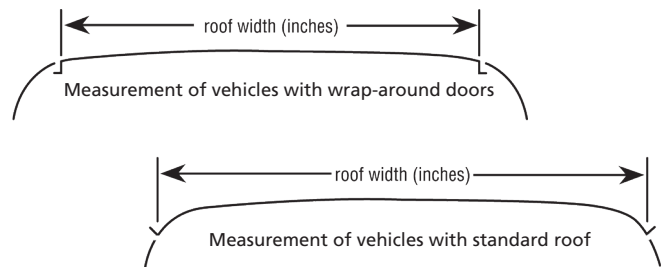 roof width (inches)
Measurement of vehicles with wrap-around doors
roof width (inches)
Measurement of vehicles with standard roof